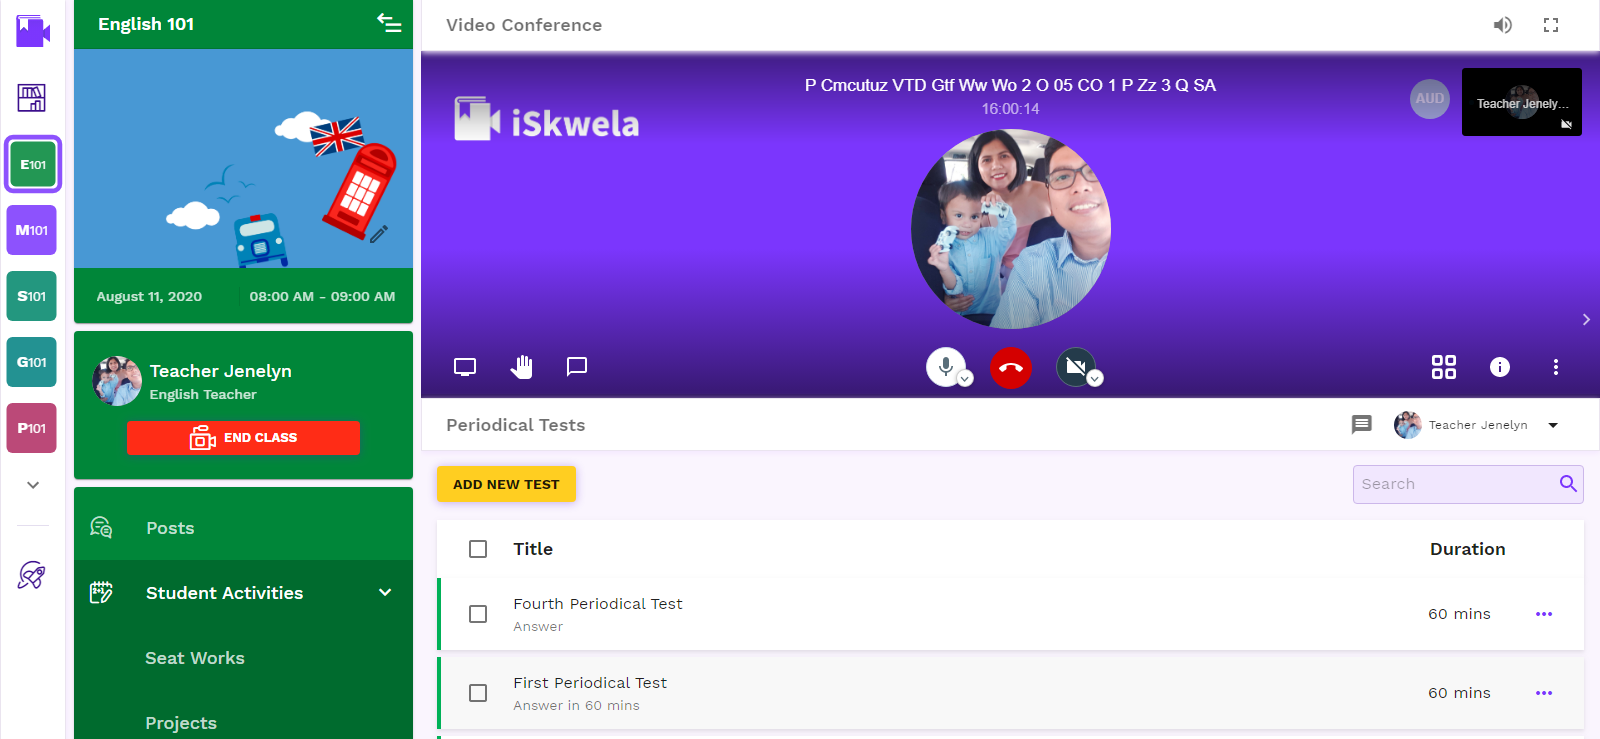 English 101
E101
M101
S101
G101
P101
August 11, 2020
08:00 AM - 09:00 AM
Teacher Jenelyn
English Teacher
END CLASS
Posts
Student Activities
Seat Works
Projects
Video Conference
iSkwela
P Cmcutuz VTD Gtf Ww Wo 2 O 05 CO 1 P Zz 3 Q SA
16:00:14
AUD
Teacher Jenely...
Periodical Tests
Teacher Jenelyn
ADD NEW TEST
Search
Title
Duration
Fourth Periodical Test
Answer
60 mins
First Periodical Test
Answer in 60 mins
60 mins